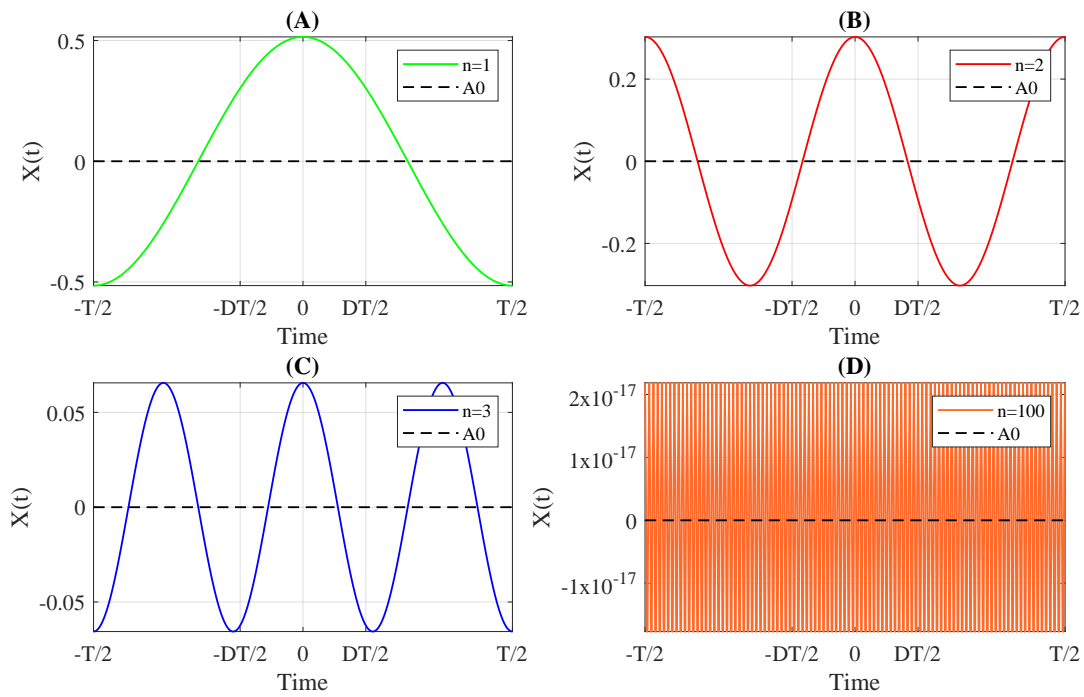 (A)
0.5
0
-0.5
X(t)
n=1
A0
-T/2
-DT/2
0
DT/2
T/2
Time
(B)
0.2
0
-0.2
X(t)
n=2
A0
-T/2
-DT/2
0
DT/2
T/2
Time
(C)
0.05
0
-0.05
X(t)
n=3
A0
-T/2
-DT/2
0
DT/2
T/2
Time
(D)
2x10⁻¹⁷
1x10⁻¹⁷
0
-1x10⁻¹⁷
X(t)
n=100
A0
-T/2
-DT/2
0
DT/2
T/2
Time